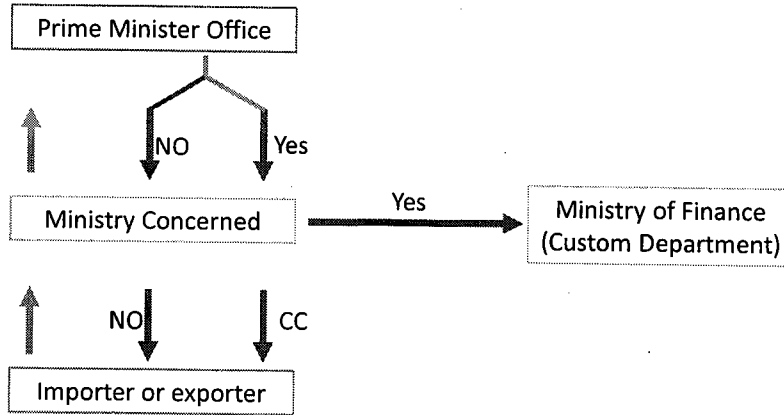 Prime Minister Office
NO
Yes
Ministry Concerned
Yes
Ministry of Finance
(Custom Department)
NO
CC
Importer or exporter